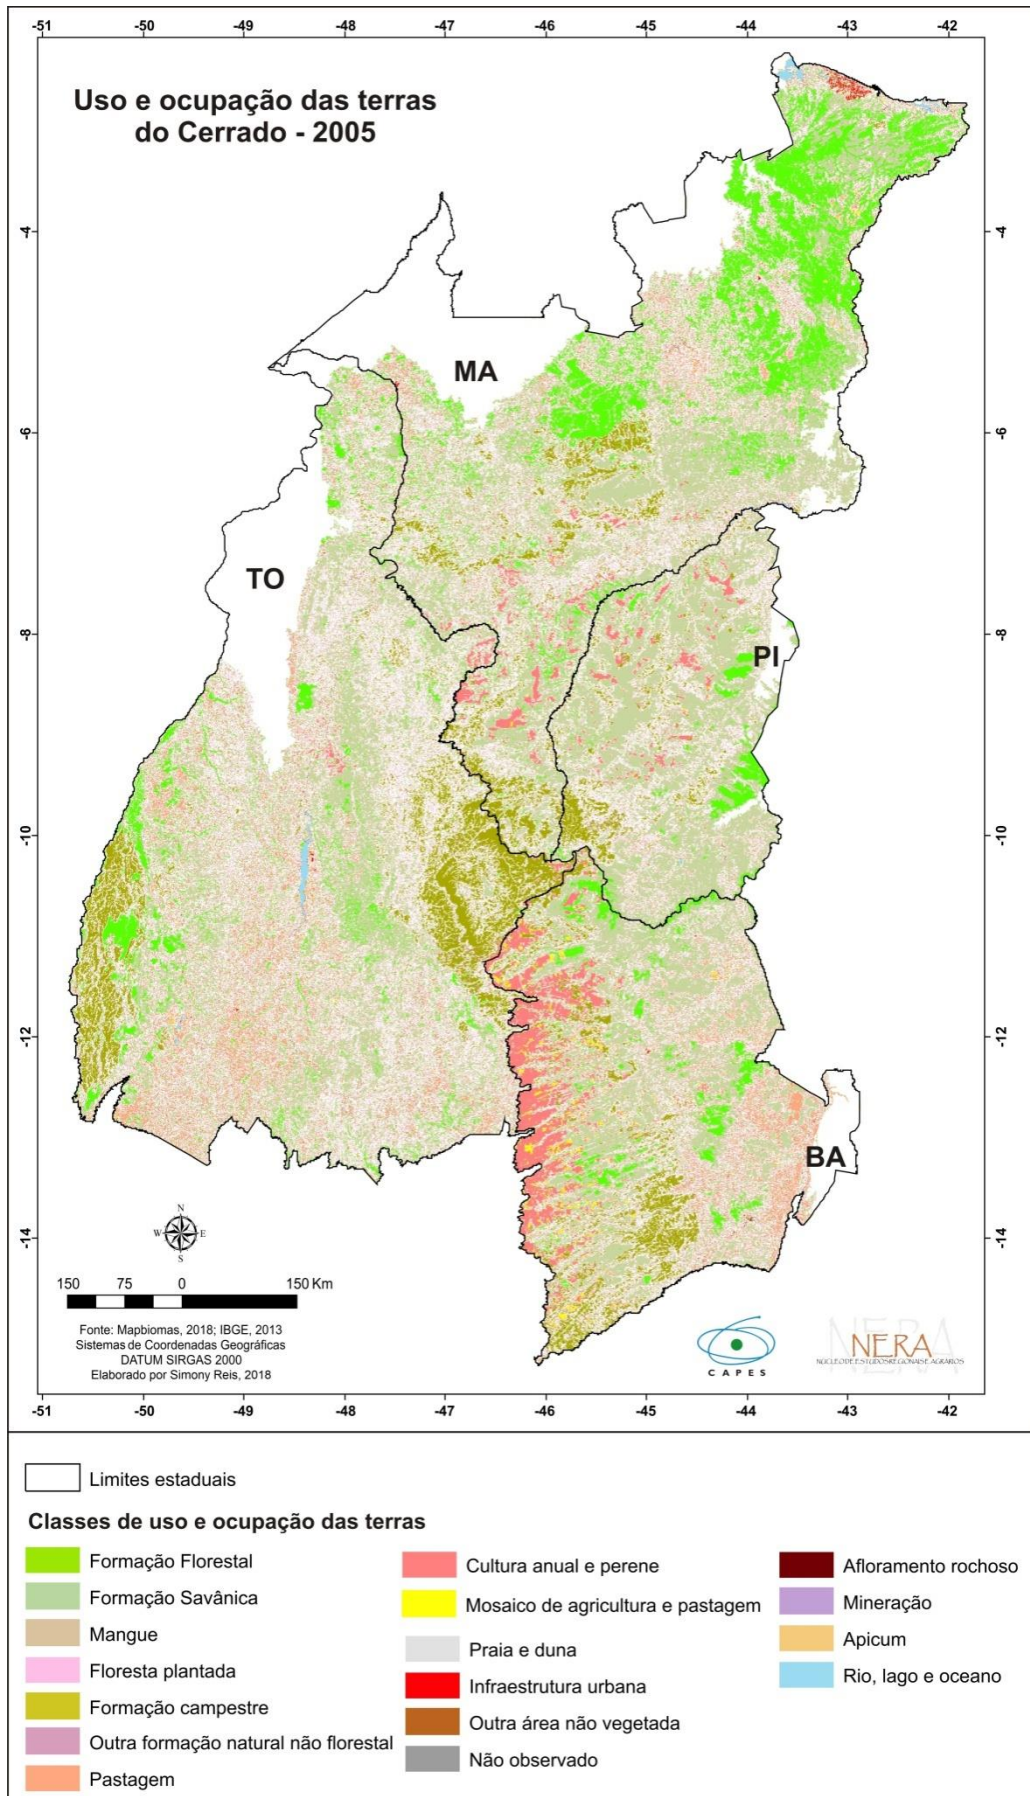 -51 -50 -49 -48 -47 -46 -45 -44 -43 -42
Uso e ocupação das terras
do Cerrado - 2005
-4 -4
MA
-6 -6
TO
-8 -8
PI
-10 -10
-12 -12
BA
-14 -14
N
W E
S
150 75 0 150 Km
Fonte: Mapbiomas, 2018; IBGE, 2013
Sistemas de Coordenadas Geográficas
DATUM SIRGAS 2000
Elaborado por Simony Reis, 2018
CAPES
NERA
NERA
NÚCLEO DE ESTUDOS REGIONAIS E AGRÁRIOS
-51 -50 -49 -48 -47 -46 -45 -44 -43 -42
Limites estaduais
Classes de uso e ocupação das terras
Formação Florestal
Formação Savânica
Mangue
Floresta plantada
Formação campestre
Outra formação natural não florestal
Pastagem
Cultura anual e perene
Mosaico de agricultura e pastagem
Praia e duna
Infraestrutura urbana
Outra área não vegetada
Não observado
Afloramento rochoso
Mineração
Apicum
Rio, lago e oceano